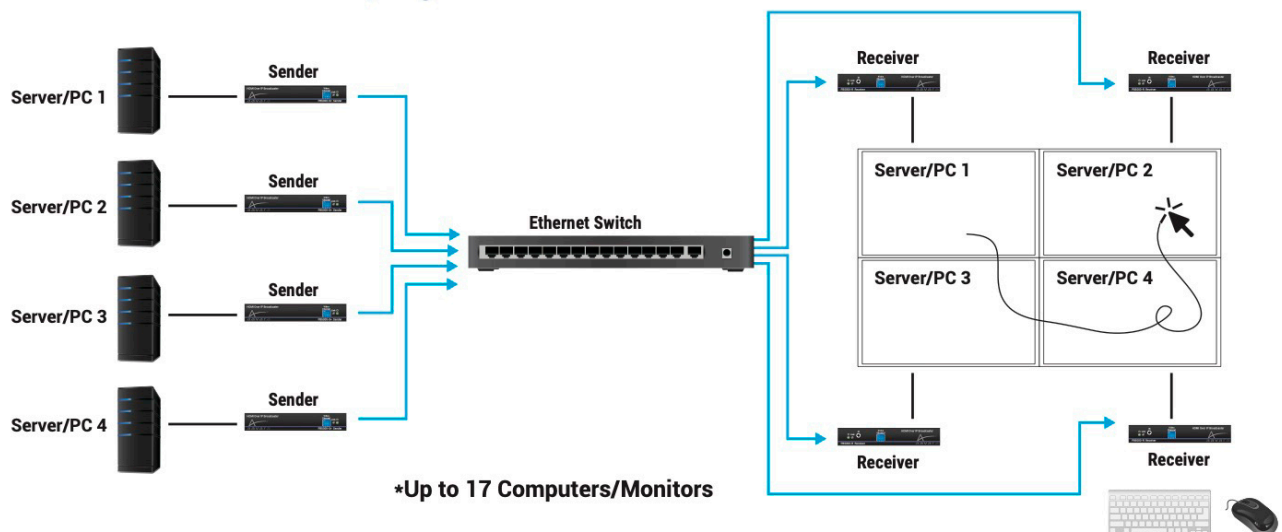 Receiver
Receiver
Sender
Server/PC 1
Server/PC 1
Server/PC 2
Sender
Server/PC 2
Ethernet Switch
Server/PC 3
Server/PC 4
Sender
Server/PC 3
Sender
Server/PC 4
Receiver
Receiver
*Up to 17 Computers/Monitors